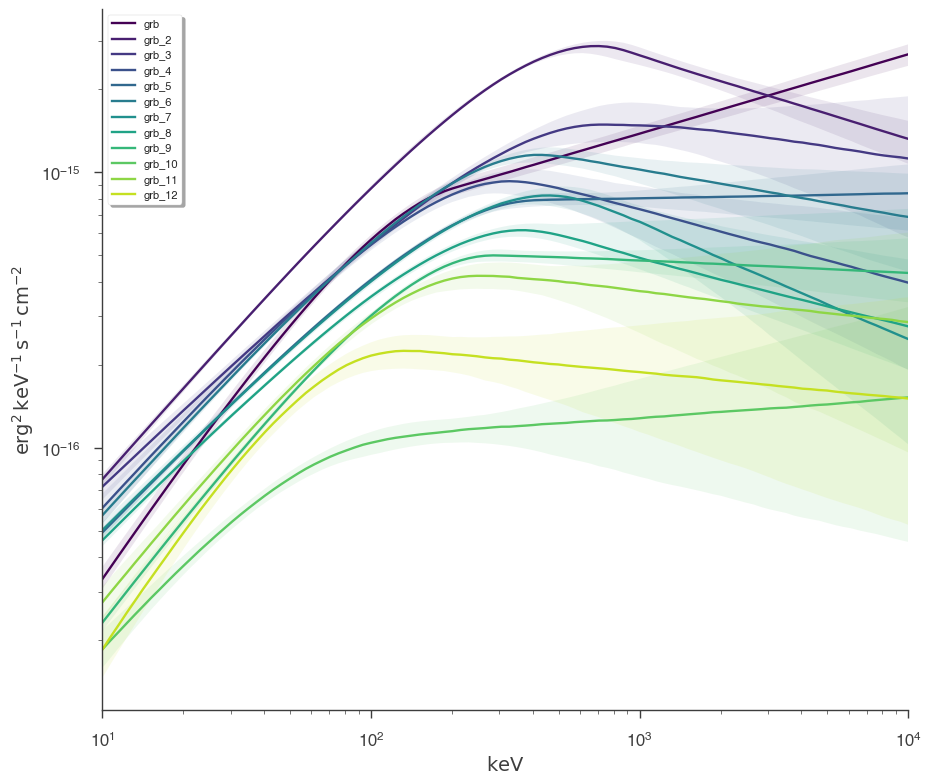 grb
grb_2
grb_3
grb_4
grb_5
grb_6
grb_7
grb_8
grb_9
grb_10
grb_11
grb_12
10⁻¹⁵
10⁻¹⁶
erg² keV⁻¹ s⁻¹ cm⁻²
10¹ 10² 10³ 10⁴
keV